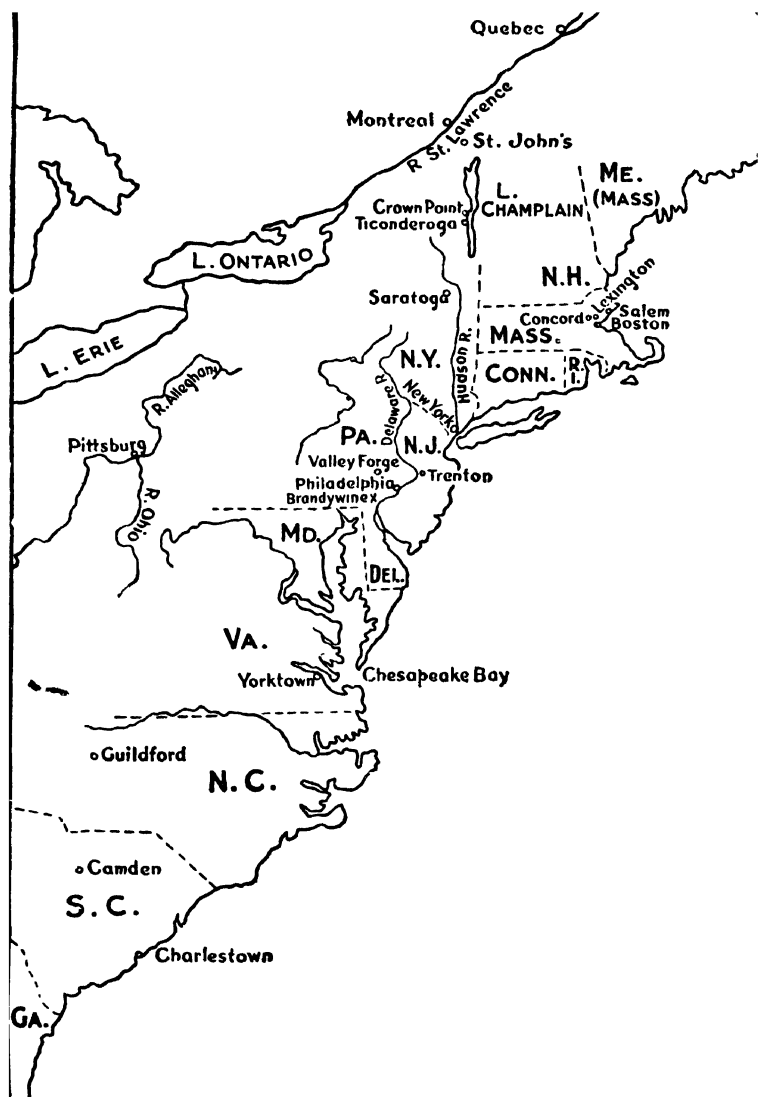 Quebec
Montreal
R St. Lawrence
St. John's
ME.
(MASS)
L.
CHAMPLAIN
Crown Point
Ticonderoga
L. ONTARIO
N.H.
Lexington
Saratoga
Concord
Salem
Boston
MASS.
L. ERIE
N.Y.
Hudson R.
CONN.
R.
I.
R. Alleghany
Delaware R
New York
PA.
N.J.
Pittsburg
Valley Forge
Trenton
Philadelphia
Brandywine x
R. Ohio
MD.
DEL.
VA.
Yorktown
Chesapeake Bay
Guildford
N.C.
Camden
S.C.
Charlestown
GA.